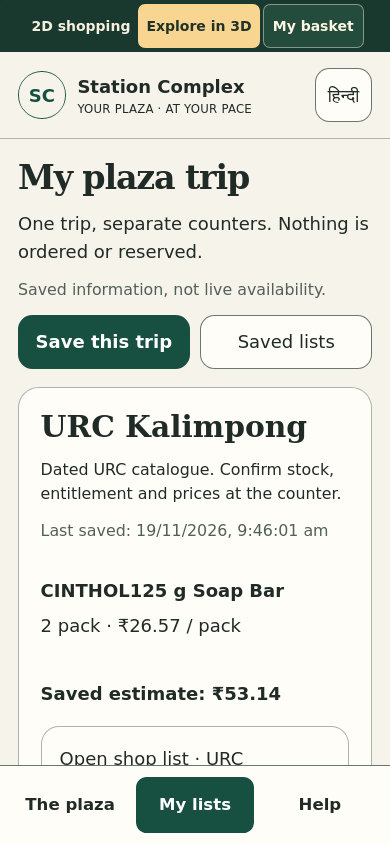 2D shopping
Explore in 3D
My basket
SC
Station Complex
YOUR PLAZA · AT YOUR PACE
हिन्दी
My plaza trip
One trip, separate counters. Nothing is
ordered or reserved.
Saved information, not live availability.
Save this trip
Saved lists
URC Kalimpong
Dated URC catalogue. Confirm stock,
entitlement and prices at the counter.
Last saved: 19/11/2026, 9:46:01 am
CINTHOL125 g Soap Bar
2 pack · ₹26.57 / pack
Saved estimate: ₹53.14
Open shop list · URC
The plaza
My lists
Help